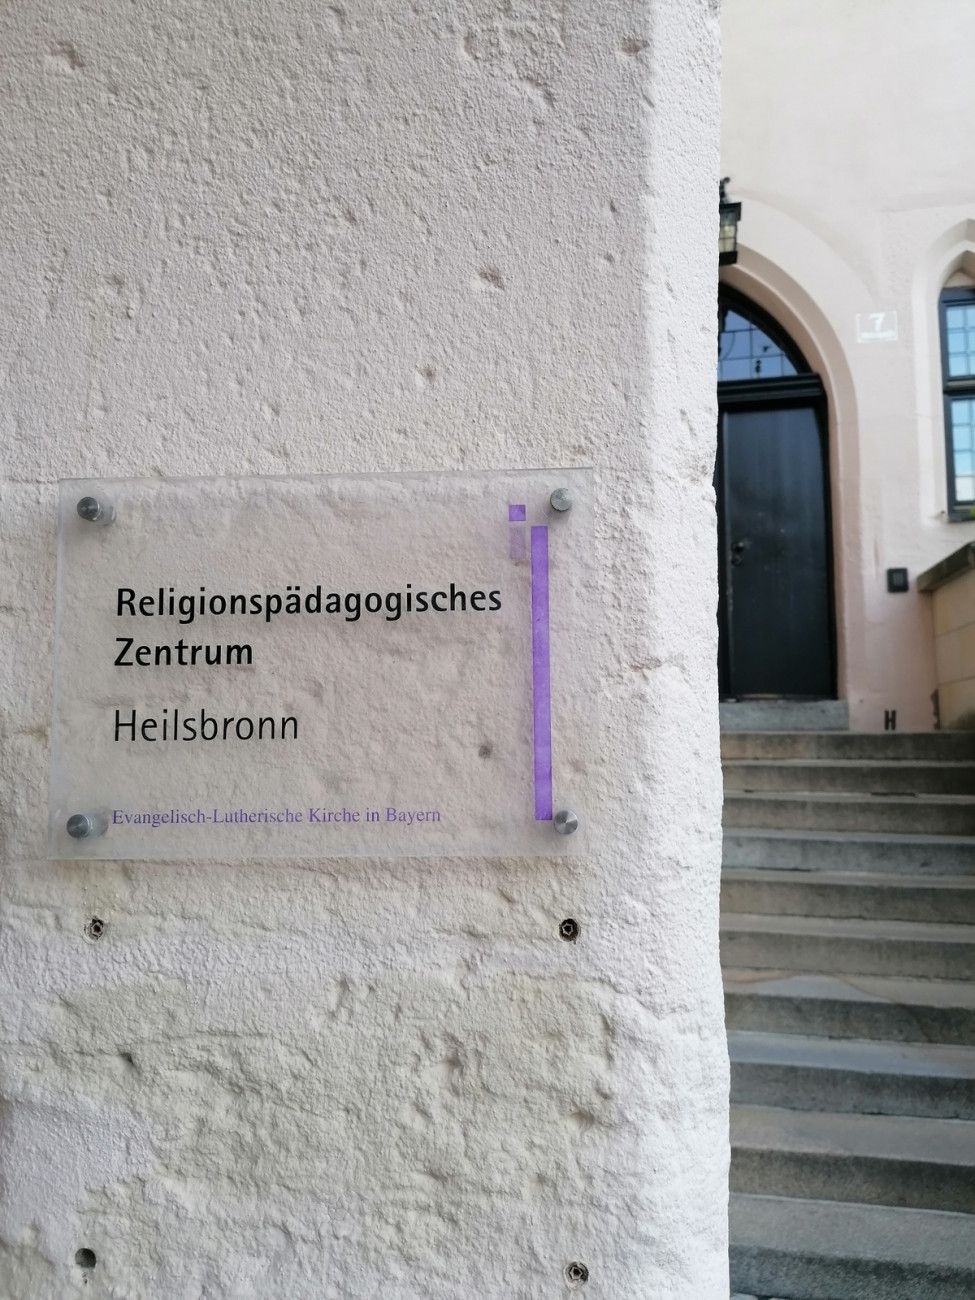 Religionspädagogisches
Zentrum
Heilsbronn
Evangelisch-Lutherische Kirche in Bayern
7
H